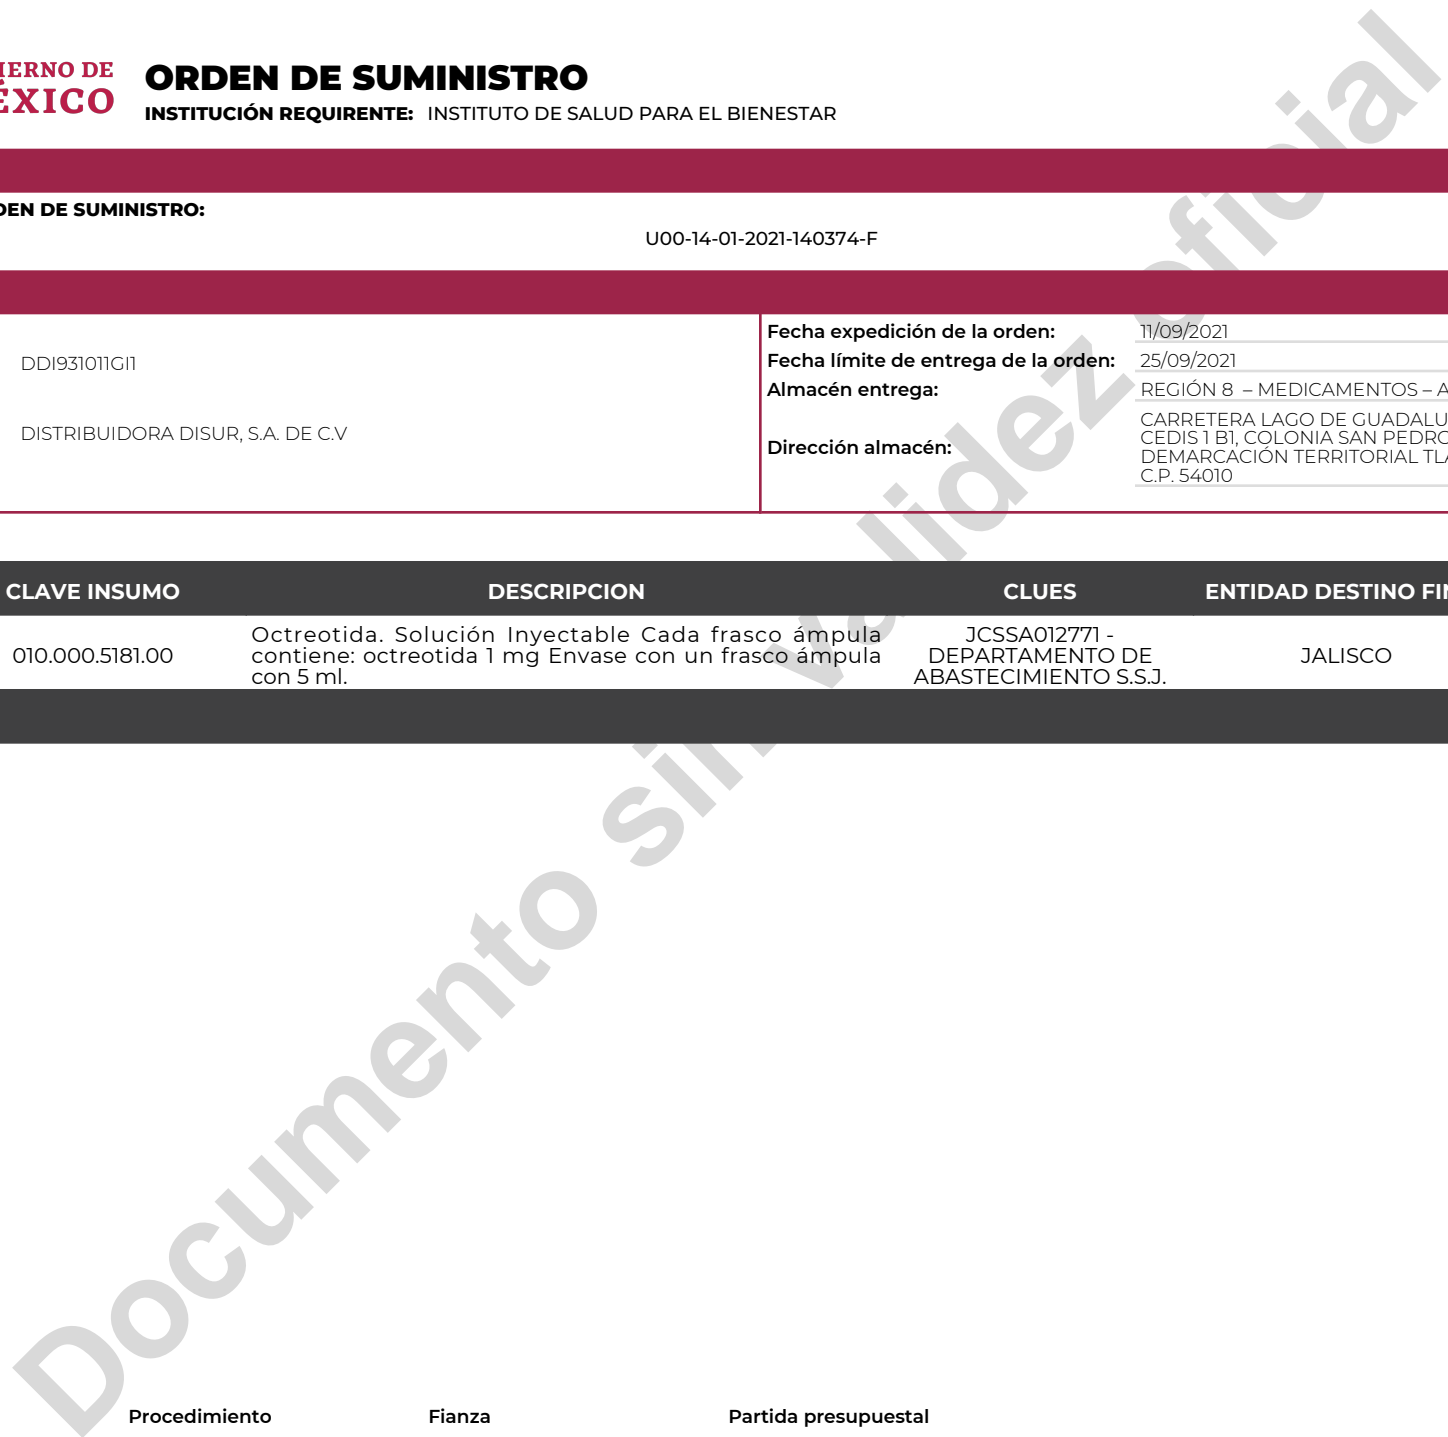 IERNO DE
ÉXICO
ORDEN DE SUMINISTRO
INSTITUCIÓN REQUIRENTE: INSTITUTO DE SALUD PARA EL BIENESTAR
DEN DE SUMINISTRO:
U00-14-01-2021-140374-F
DDI931011GI1
DISTRIBUIDORA DISUR, S.A. DE C.V
Fecha expedición de la orden: 11/09/2021
Fecha límite de entrega de la orden: 25/09/2021
Almacén entrega: REGIÓN 8 – MEDICAMENTOS – A
Dirección almacén:
CARRETERA LAGO DE GUADALU
CEDIS 1 B1, COLONIA SAN PEDRO
DEMARCACIÓN TERRITORIAL TLA
C.P. 54010
CLAVE INSUMO DESCRIPCION CLUES ENTIDAD DESTINO FIN
010.000.5181.00
Octreotida. Solución Inyectable Cada frasco ámpula
contiene: octreotida 1 mg Envase con un frasco ámpula
con 5 ml.
JCSSA012771 -
DEPARTAMENTO DE
ABASTECIMIENTO S.S.J.
JALISCO
Documento sin validez oficial
Procedimiento Fianza Partida presupuestal